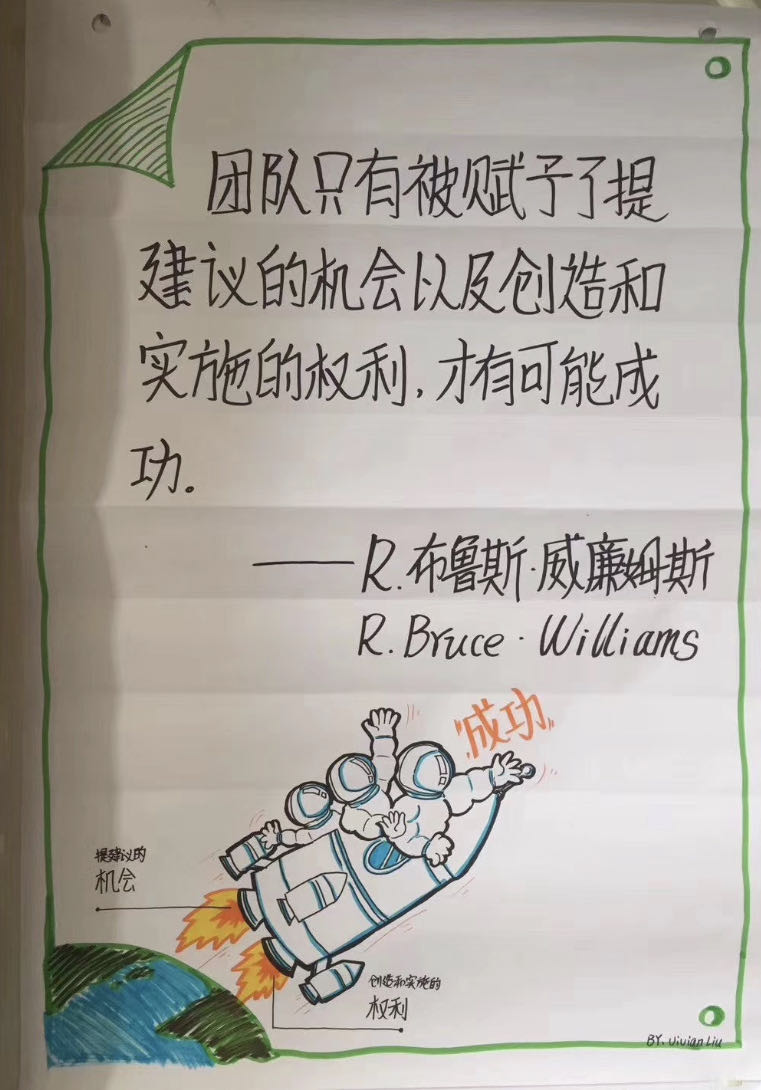 团队只有被赋予了提
建议的机会以及创造和
实施的权利,才有可能成
功.
——R.布鲁斯·威廉姆斯
R.Bruce·Williams
"成功"
提建议的
机会
创造和实施的
权利
BY.VivianLiu